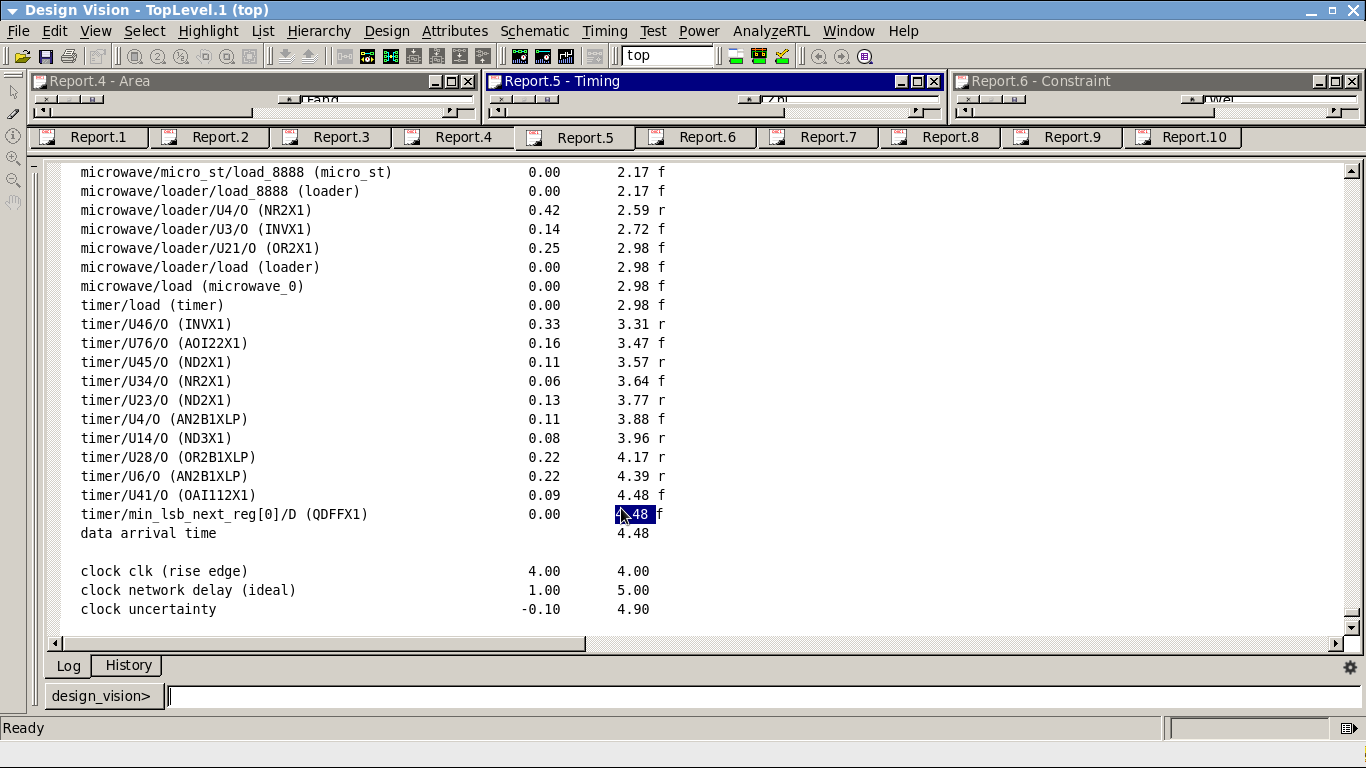 Design Vision - TopLevel.1 (top)
File Edit View Select Highlight List Hierarchy Design Attributes Schematic Timing Test Power AnalyzeRTL Window Help
top
Report.4 - Area Report.5 - Timing Report.6 - Constraint
Report.1 Report.2 Report.3 Report.4 Report.5 Report.6 Report.7 Report.8 Report.9 Report.10
microwave/micro_st/load_8888 (micro_st) 0.00 2.17 f
microwave/loader/load_8888 (loader) 0.00 2.17 f
microwave/loader/U4/O (NR2X1) 0.42 2.59 r
microwave/loader/U3/O (INVX1) 0.14 2.72 f
microwave/loader/U21/O (OR2X1) 0.25 2.98 f
microwave/loader/load (loader) 0.00 2.98 f
microwave/load (microwave_0) 0.00 2.98 f
timer/load (timer) 0.00 2.98 f
timer/U46/O (INVX1) 0.33 3.31 r
timer/U76/O (AOI22X1) 0.16 3.47 f
timer/U45/O (ND2X1) 0.11 3.57 r
timer/U34/O (NR2X1) 0.06 3.64 f
timer/U23/O (ND2X1) 0.13 3.77 r
timer/U4/O (AN2B1XLP) 0.11 3.88 f
timer/U14/O (ND3X1) 0.08 3.96 r
timer/U28/O (OR2B1XLP) 0.22 4.17 r
timer/U6/O (AN2B1XLP) 0.22 4.39 r
timer/U41/O (OAI112X1) 0.09 4.48 f
timer/min_lsb_next_reg[0]/D (QDFFX1) 0.00 4.48 f
data arrival time 4.48
clock clk (rise edge) 4.00 4.00
clock network delay (ideal) 1.00 5.00
clock uncertainty -0.10 4.90
Log History
design_vision>
Ready